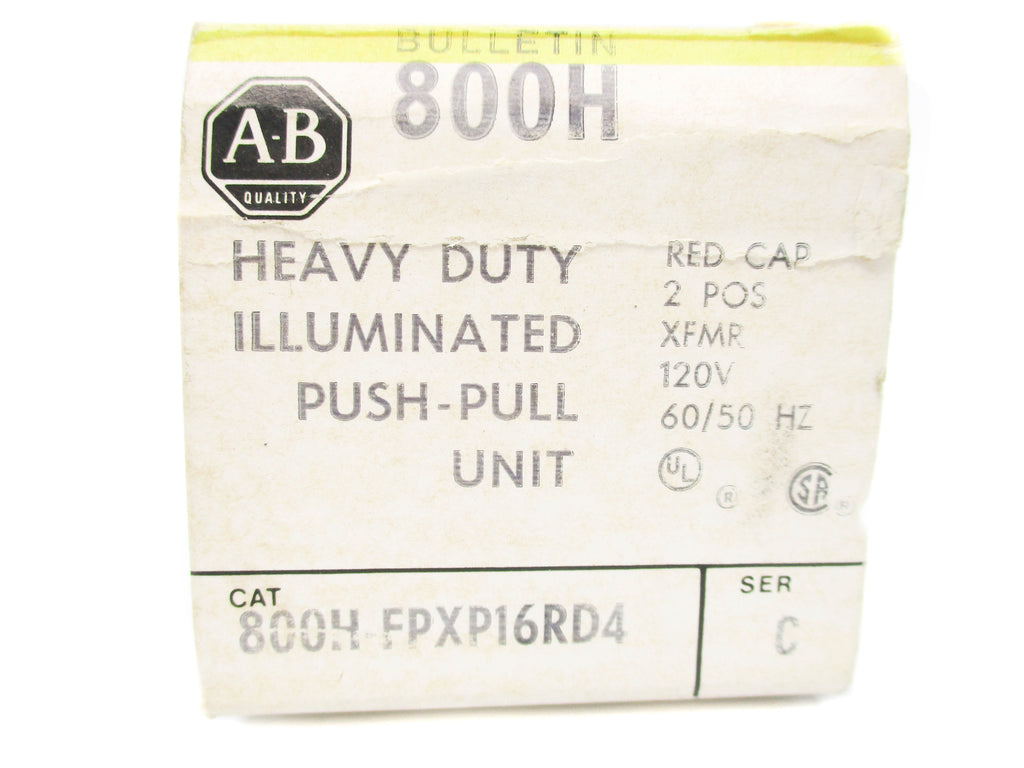 BULLETIN
800H
A-B
QUALITY
HEAVY DUTY
ILLUMINATED
PUSH-PULL
UNIT
RED CAP
2 POS
XFMR
120V
60/50 HZ
UL ® SA ®
CAT
800H-FPXP16RD4
SER
C